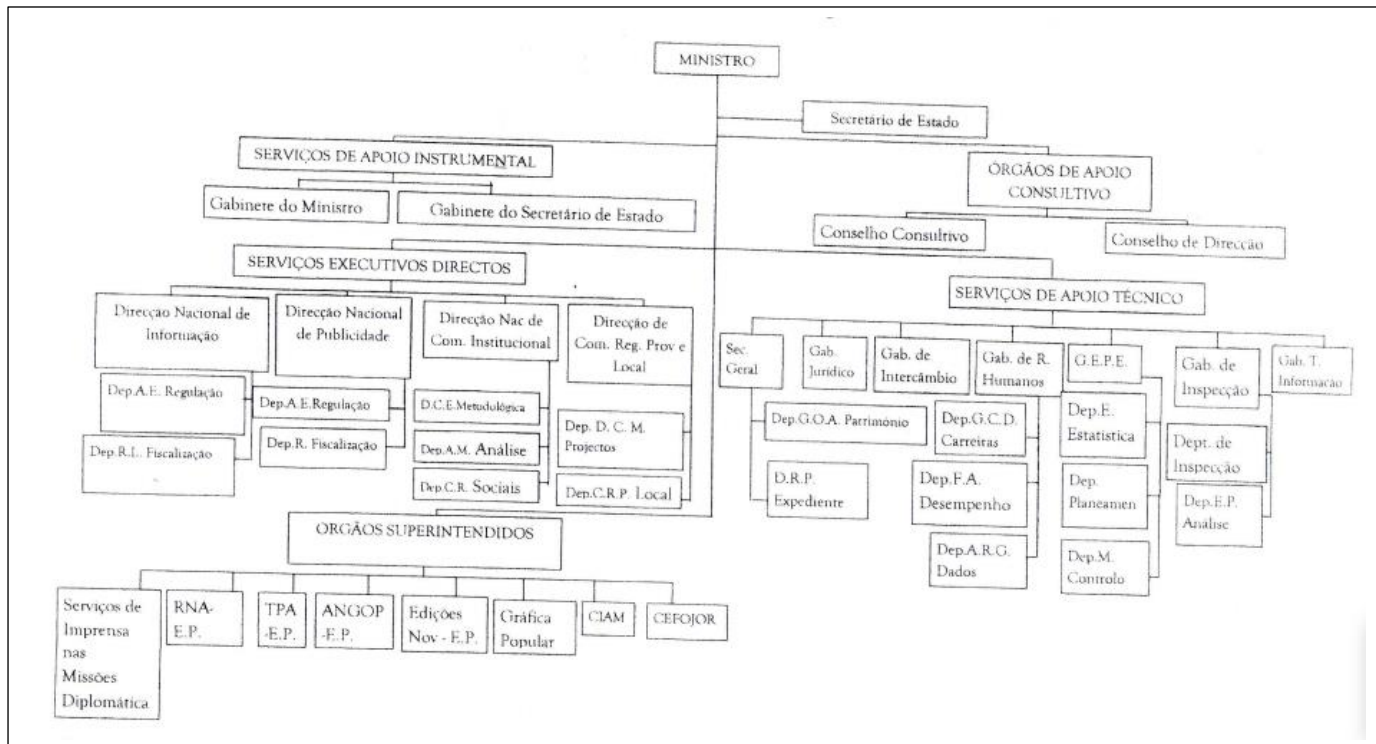 MINISTRO
Secretário de Estado
SERVIÇOS DE APOIO INSTRUMENTAL
Gabinete do Ministro
Gabinete do Secretário de Estado
ÓRGÃOS DE APOIO
CONSULTIVO
Conselho Consultivo
Conselho de Direcção
SERVIÇOS EXECUTIVOS DIRECTOS
Direcção Nacional de
Informação
Dep.A.E. Regulação
Dep.R.L. Fiscalização
Direcção Nacional
de Publicidade
Dep.A.E.Regulação
Dep.R. Fiscalização
Direcção Nac de
Com. Institucional
D.C.E.Metodológica
Dep.A.M. Análise
Dep.C.R. Sociais
Direcção de
Com. Reg. Prov e
Local
Dep. D. C. M.
Projectos
Dep.C.R.P. Local
SERVIÇOS DE APOIO TÉCNICO
Sec.
Geral
Dep.G.O.A. Património
D.R.P.
Expediente
Gab.
Jurídico
Gab. de
Intercâmbio
Gab. de R.
Humanos
Dep.G.C.D.
Carreiras
Dep.F.A.
Desempenho
Dep.A.R.G.
Dados
G.E.P.E.
Dep.E.
Estatística
Dep.
Planeamen
Dep.M.
Controlo
Gab. de
Inspecção
Dept. de
Inspecção
Dep.E.P.
Análise
Gab. T.
Informação
ORGÃOS SUPERINTENDIDOS
Serviços de
Imprensa
nas
Missões
Diplomática
RNA-
E.P.
TPA
-E.P.
ANGOP
-E.P.
Edições
Nov - E.P.
Gráfica
Popular
CIAM
CEFOJOR